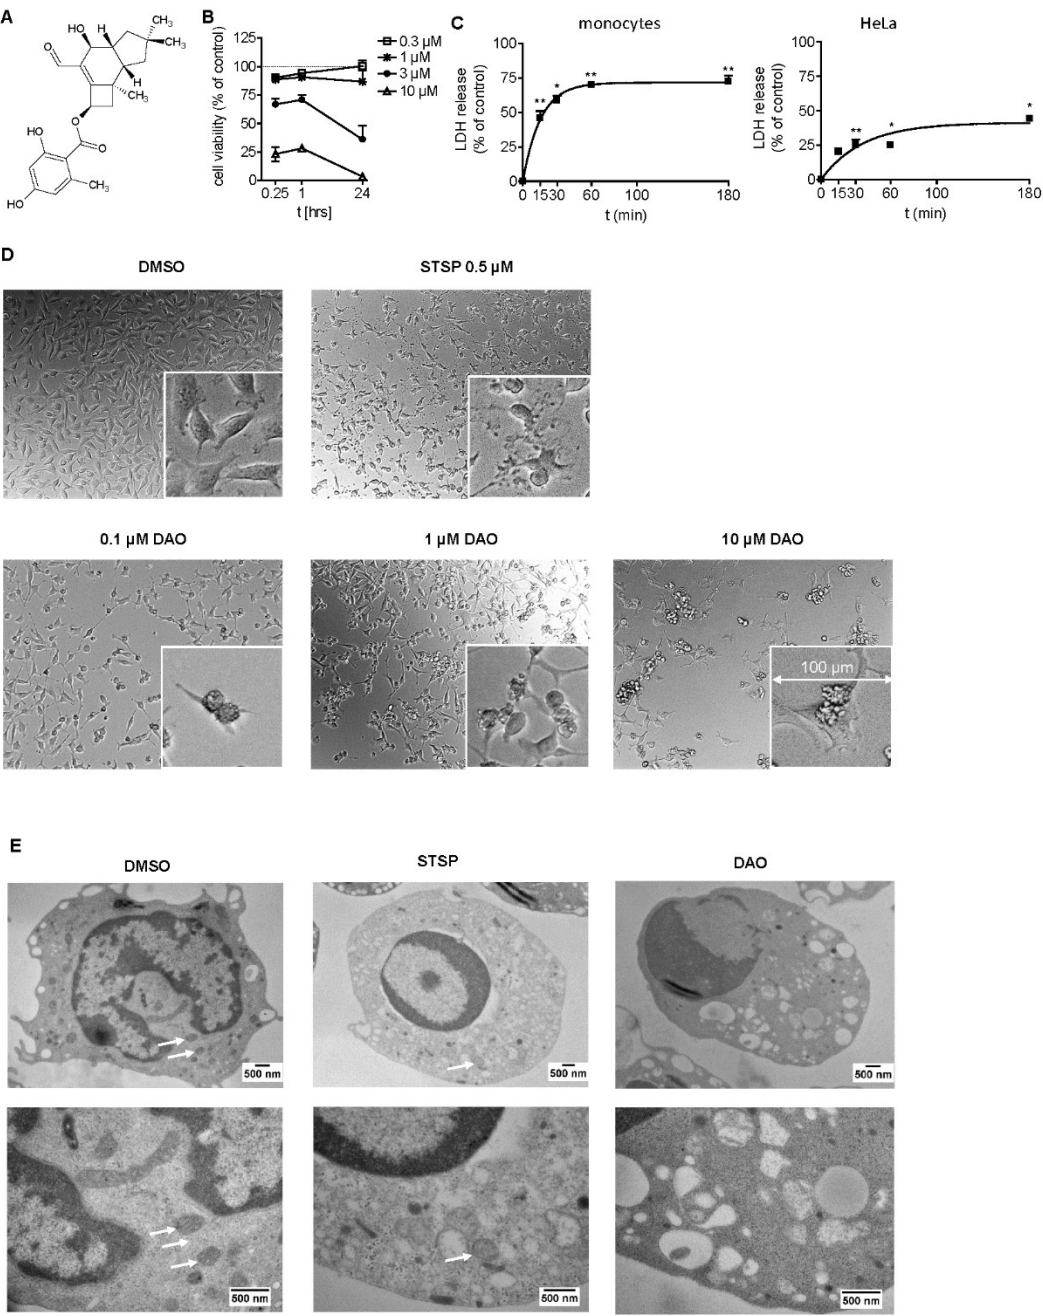 A
HO
H
CH₃
CH₃
O
H
CH₃
O
HO
O
CH₃
HO
B
cell viability (% of control)
125
100
75
50
25
0
0.25 1 24
t [hrs]
0.3 µM
1 µM
3 µM
10 µM
C
monocytes
LDH release
(% of control)
100
75
50
25
0
** * ** **
0 1530 60 100 180
t (min)
HeLa
LDH release
(% of control)
100
75
50
25
0
** * *
0 1530 60 100 180
t (min)
D
DMSO
STSP 0.5 µM
0.1 µM DAO
1 µM DAO
10 µM DAO
100 µm
E
DMSO
STSP
DAO
500 nm
500 nm
500 nm
500 nm
500 nm
500 nm